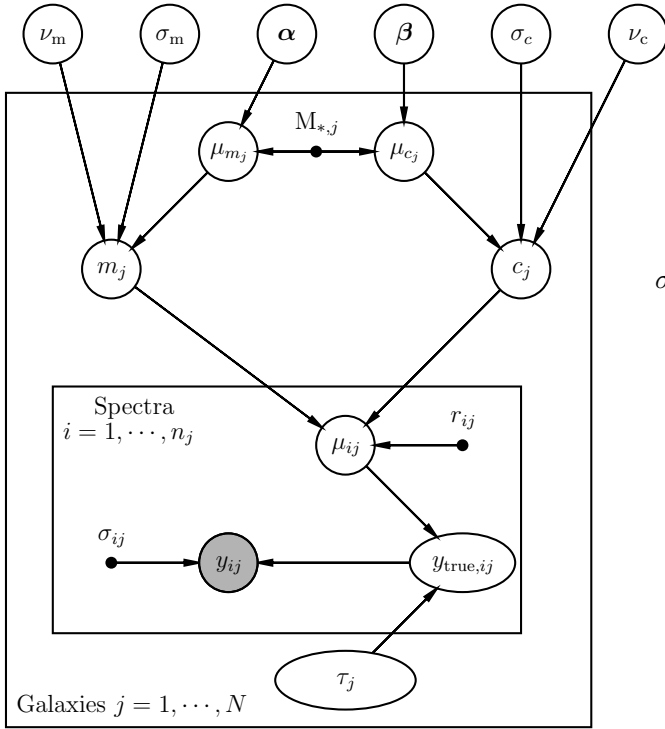 ν_m σ_m α β σ_c ν_c
M_{*,j}
μ_{m_j} μ_{c_j}
m_j c_j
σ
Spectra
i = 1, ⋯, n_j
r_{ij}
μ_{ij}
σ_{ij}
y_{ij} y_{true,ij}
τ_j
Galaxies j = 1, ⋯, N